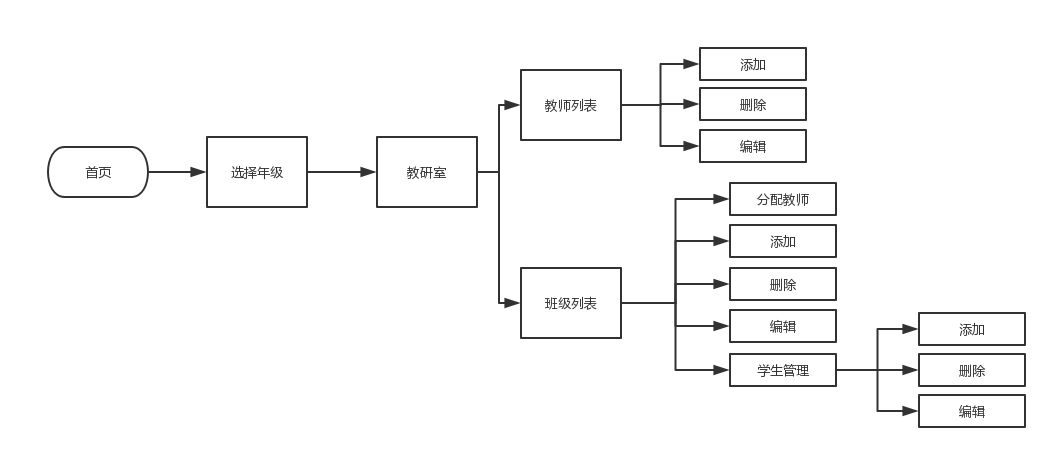 首页
选择年级
教研室
教师列表
添加
删除
编辑
班级列表
分配教师
添加
删除
编辑
学生管理
添加
删除
编辑